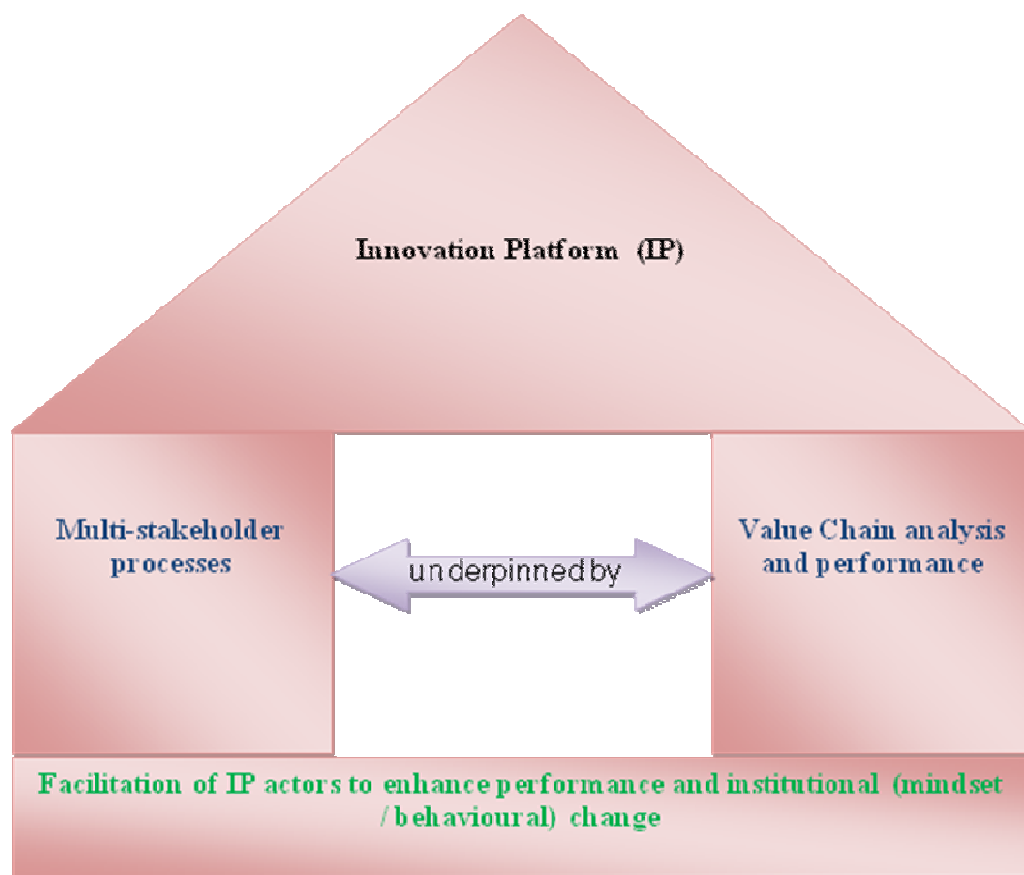 Innovation Platform (IP)
Multi-stakeholder
processes
underpinned by
Value Chain analysis
and performance
Facilitation of IP actors to enhance performance and institutional (mindset
/ behavioural) change